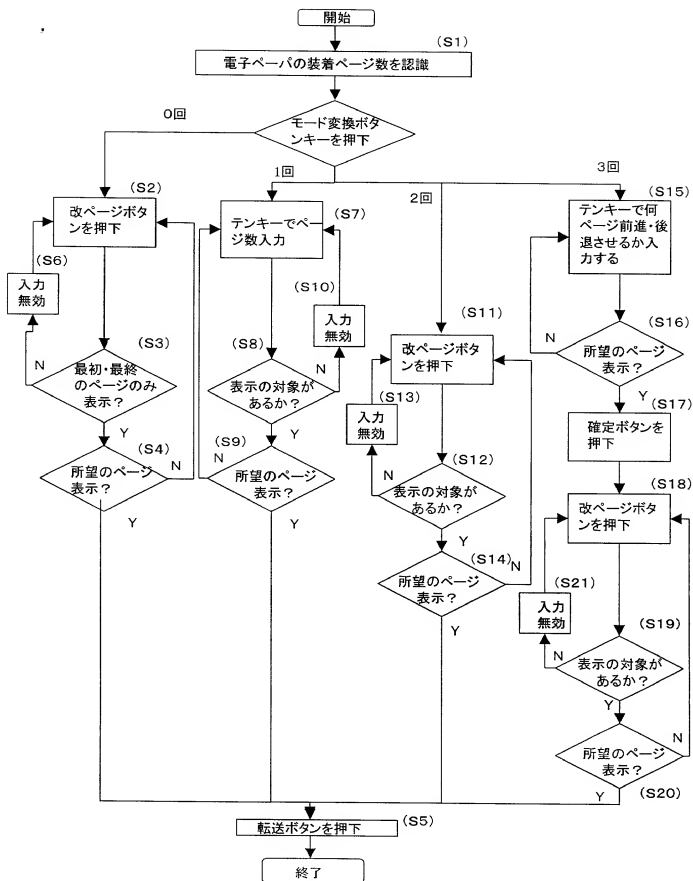 開始
(S1)
電子ペーパの装着ページ数を認識
モード変換ボタ
ンキーを押下
0回
1回
2回
3回
(S2)
改ページボタ
ンを押下
(S6)
入力
無効
(S3)
最初・最終
のページのみ
表示？
N
Y
(S4)
所望のページ
表示？
N
Y
(S7)
テンキーでペー
ジ数入力
(S10)
入力
無効
(S8)
表示の対象が
あるか？
N
Y
(S9)
所望のページ
表示？
N
Y
(S11)
改ページボタ
ンを押下
(S13)
入力
無効
(S12)
表示の対象が
あるか？
N
Y
(S14)
所望のページ
表示？
N
Y
(S15)
テンキーで何
ページ前進・後
退させるか入
力する
(S16)
所望のページ
表示？
N
Y
(S17)
確定ボタンを
押下
(S18)
改ページボタ
ンを押下
(S21)
入力
無効
(S19)
表示の対象が
あるか？
N
Y
所望のページ
表示？
N
Y
(S20)
(S5)
転送ボタンを押下
終了